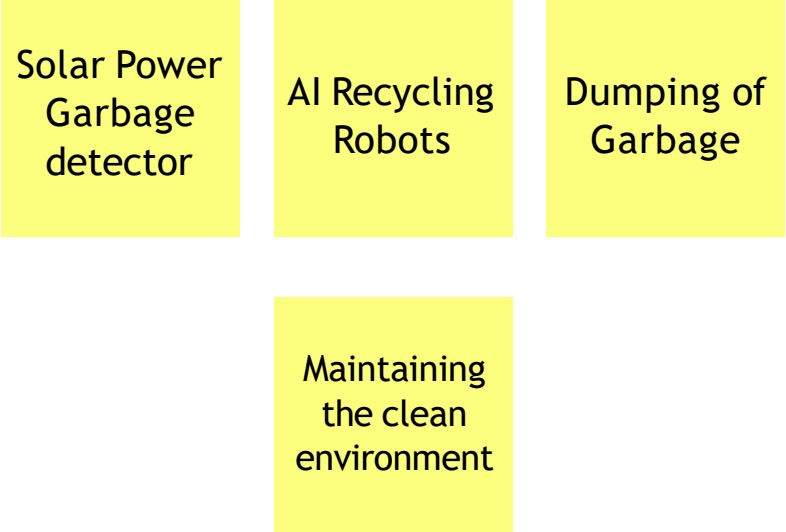 Solar Power
Garbage
detector
AI Recycling
Robots
Dumping of
Garbage
Maintaining
the clean
environment